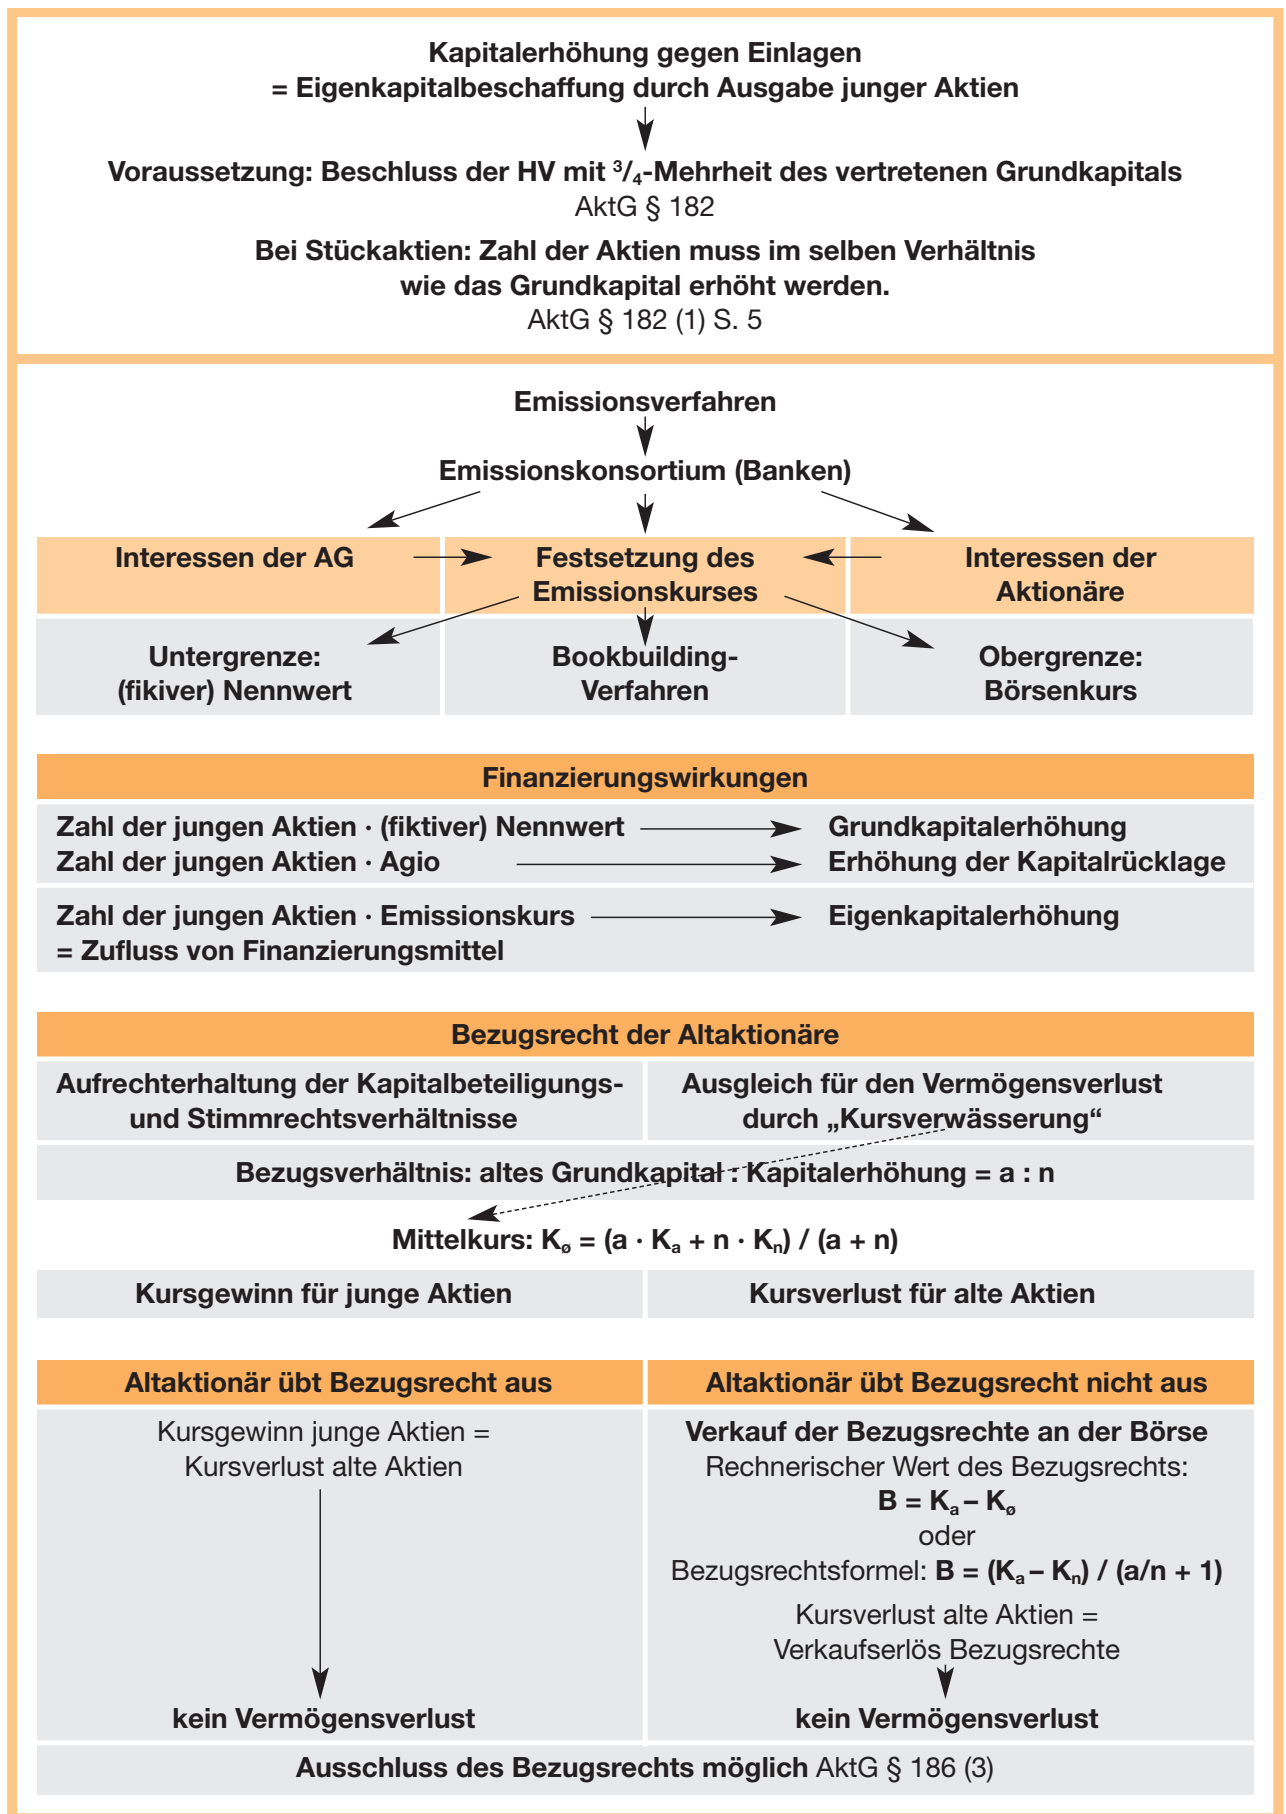 Kapitalerhöhung gegen Einlagen
= Eigenkapitalbeschaffung durch Ausgabe junger Aktien
Voraussetzung: Beschluss der HV mit ³/₄-Mehrheit des vertretenen Grundkapitals
AktG § 182
Bei Stückaktien: Zahl der Aktien muss im selben Verhältnis
wie das Grundkapital erhöht werden.
AktG § 182 (1) S. 5
Emissionsverfahren
Emissionskonsortium (Banken)
Interessen der AG
Festsetzung des
Emissionskurses
Interessen der
Aktionäre
Untergrenze:
(fikiver) Nennwert
Bookbuilding-
Verfahren
Obergrenze:
Börsenkurs
Finanzierungswirkungen
Zahl der jungen Aktien · (fiktiver) Nennwert
Grundkapitalerhöhung
Zahl der jungen Aktien · Agio
Erhöhung der Kapitalrücklage
Zahl der jungen Aktien · Emissionskurs
Eigenkapitalerhöhung
= Zufluss von Finanzierungsmittel
Bezugsrecht der Altaktionäre
Aufrechterhaltung der Kapitalbeteiligungs-
und Stimmrechtsverhältnisse
Ausgleich für den Vermögensverlust
durch „Kursverwässerung“
Bezugsverhältnis: altes Grundkapital : Kapitalerhöhung = a : n
Mittelkurs: Kø = (a · Kₐ + n · Kₙ) / (a + n)
Kursgewinn für junge Aktien
Kursverlust für alte Aktien
Altaktionär übt Bezugsrecht aus
Altaktionär übt Bezugsrecht nicht aus
Kursgewinn junge Aktien =
Kursverlust alte Aktien
kein Vermögensverlust
Verkauf der Bezugsrechte an der Börse
Rechnerischer Wert des Bezugsrechts:
B = Kₐ – Kø
oder
Bezugsrechtsformel: B = (Kₐ – Kₙ) / (a/n + 1)
Kursverlust alte Aktien =
Verkaufserlös Bezugsrechte
kein Vermögensverlust
Ausschluss des Bezugsrechts möglich AktG § 186 (3)